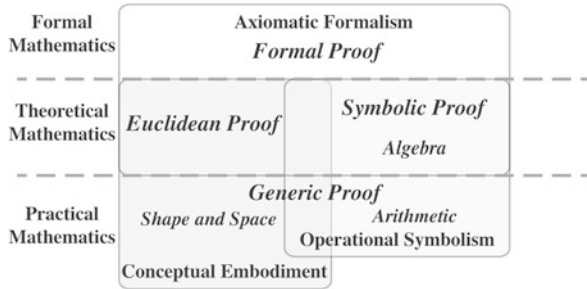 Formal
Mathematics
Axiomatic Formalism
Formal Proof
Theoretical
Mathematics
Euclidean Proof
Symbolic Proof
Algebra
Generic Proof
Practical
Mathematics
Shape and Space
Arithmetic
Operational Symbolism
Conceptual Embodiment